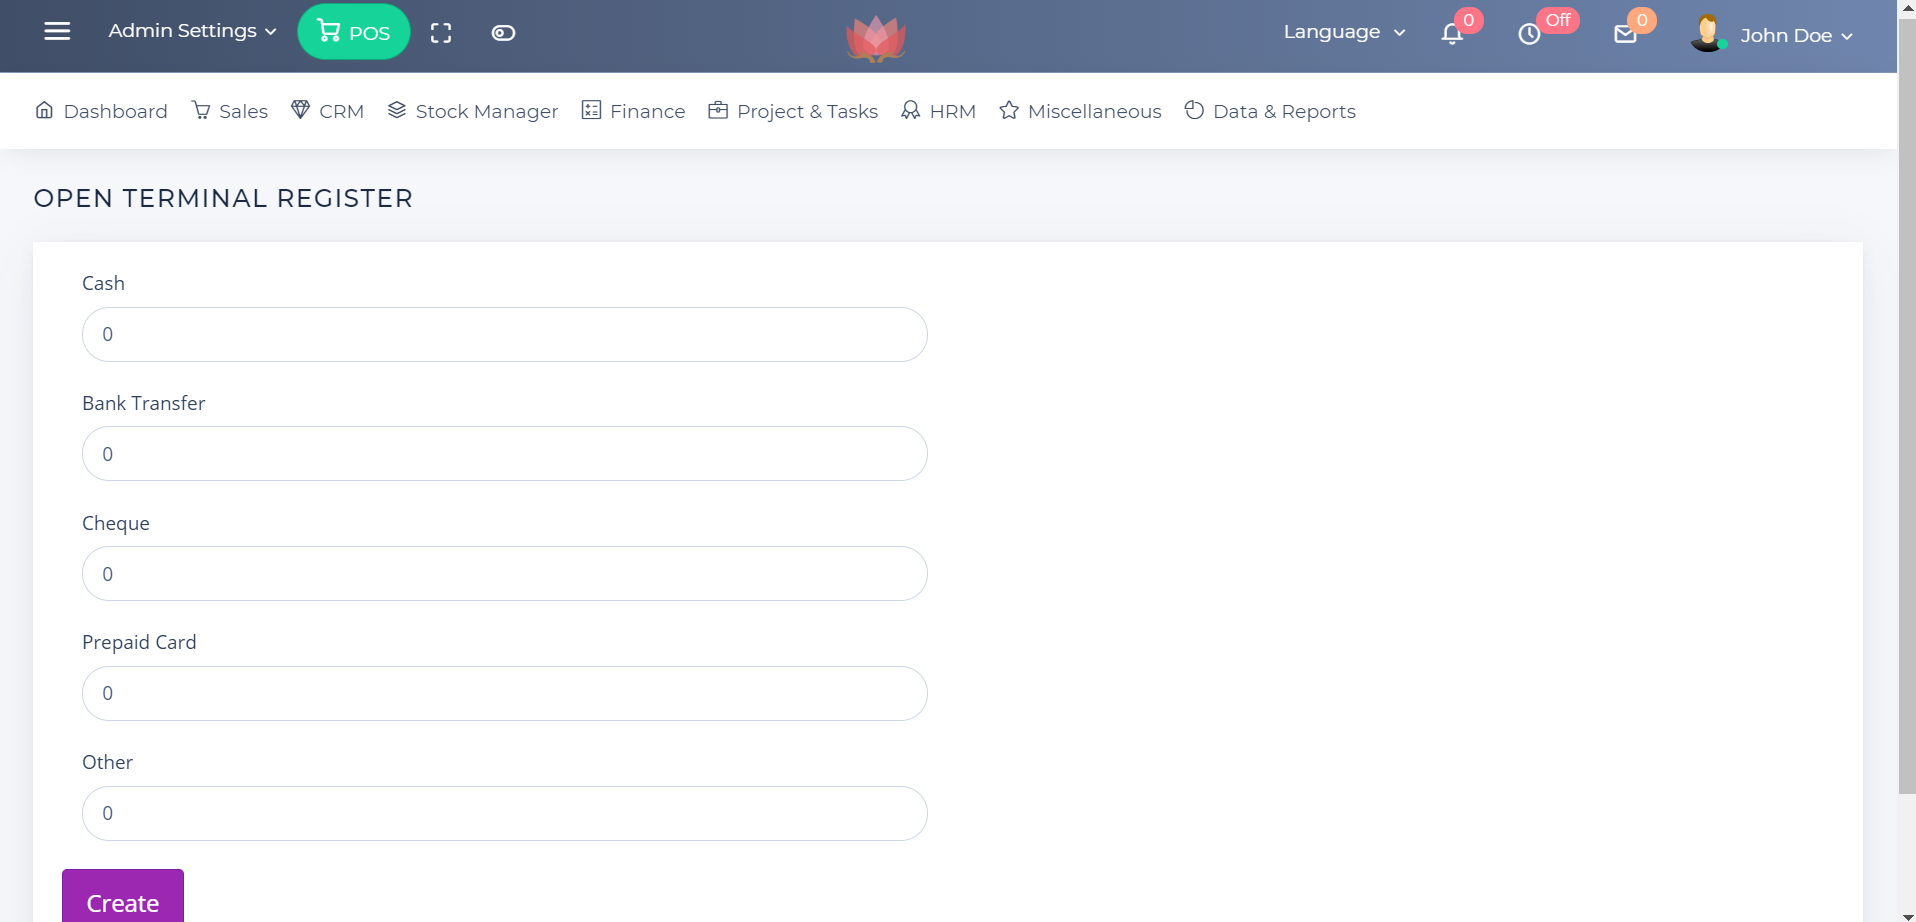 Admin Settings
POS
Language
0
Off
0
John Doe
Dashboard
Sales
CRM
Stock Manager
Finance
Project & Tasks
HRM
Miscellaneous
Data & Reports
OPEN TERMINAL REGISTER
Cash
0
Bank Transfer
0
Cheque
0
Prepaid Card
0
Other
0
Create